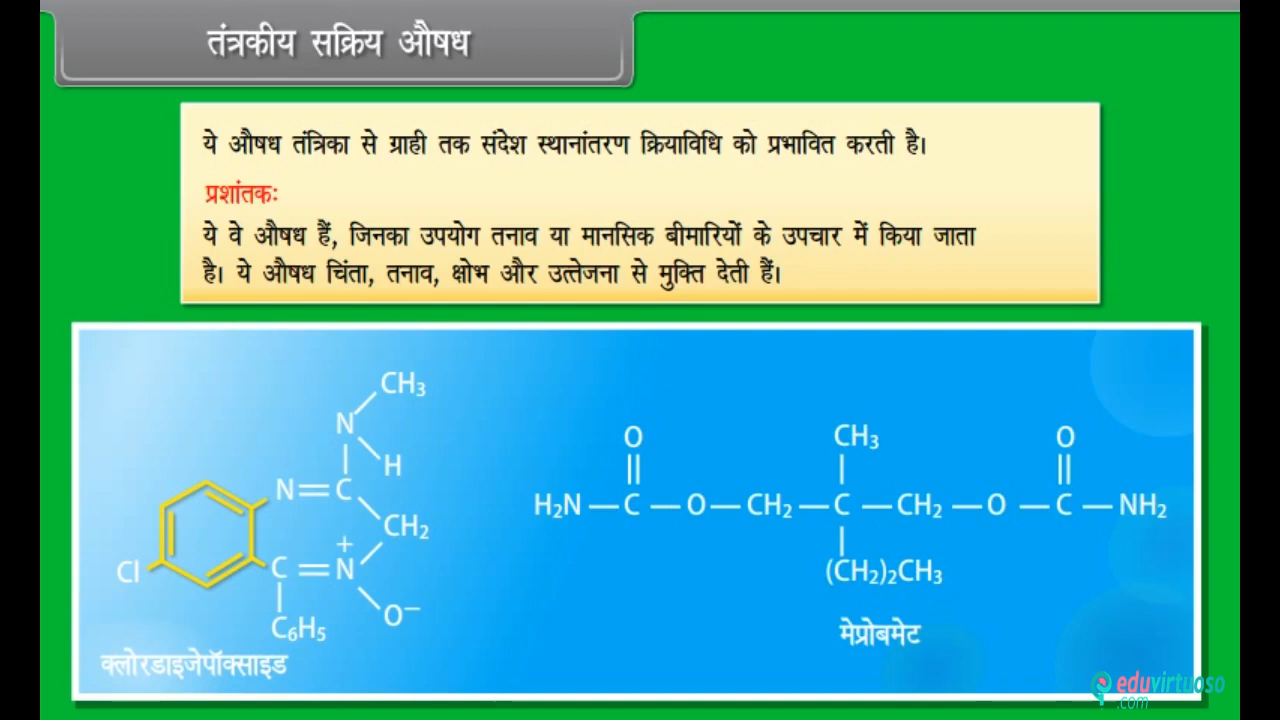 तंत्रकीय सक्रिय औषध
ये औषध तंत्रिका से ग्राही तक संदेश स्थानांतरण क्रियाविधि को प्रभावित करती है।
प्रशांतकः
ये वे औषध हैं, जिनका उपयोग तनाव या मानसिक बीमारियों के उपचार में किया जाता
है। ये औषध चिंता, तनाव, क्षोभ और उत्तेजना से मुक्ति देती हैं।
CH₃
N
H
N = C
CH₂
+
Cl C = N
O⁻
C₆H₅
क्लोरडाइजेपॉक्साइड
O CH₃ O
H₂N — C — O — CH₂ — C — CH₂ — O — C — NH₂
(CH₂)₂CH₃
मेप्रोबमेट
eduvirtuoso
.com